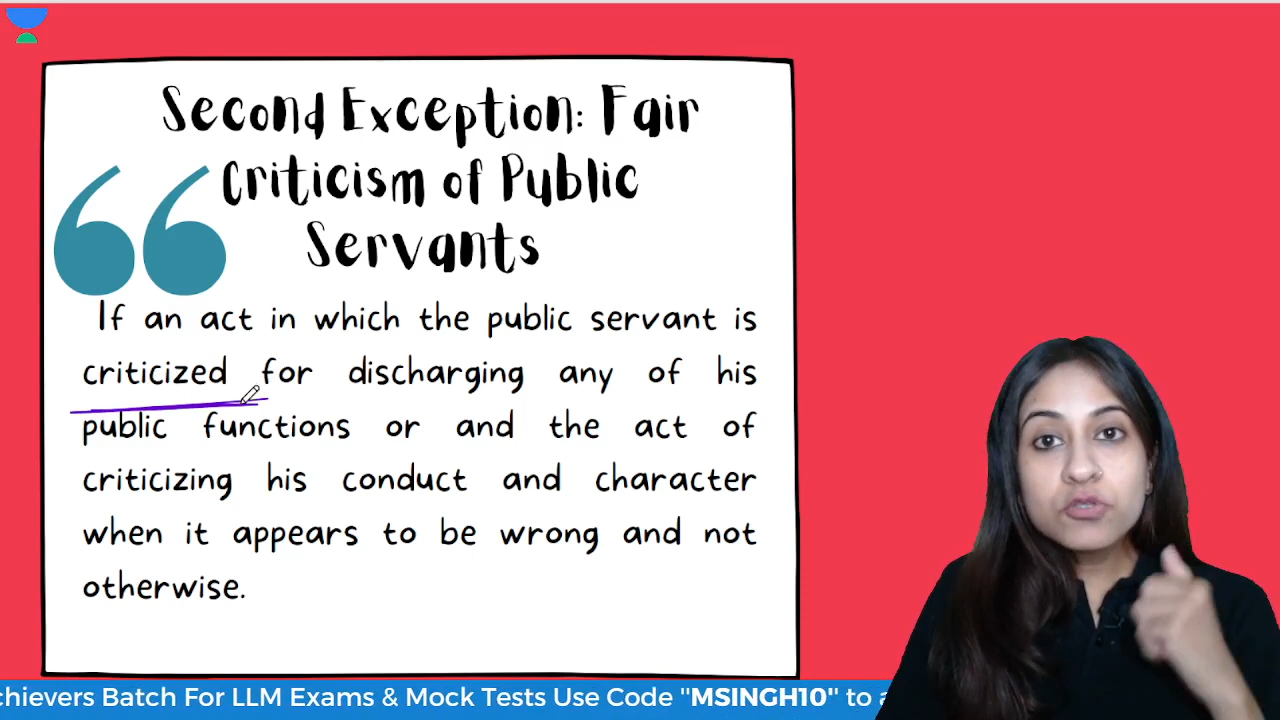 Second Exception: Fair
Criticism of Public
Servants
If an act in which the public servant is
criticized for discharging any of his
public functions or and the act of
criticizing his conduct and character
when it appears to be wrong and not
otherwise.
chievers Batch For LLM Exams & Mock Tests Use Code "MSINGH10" to a